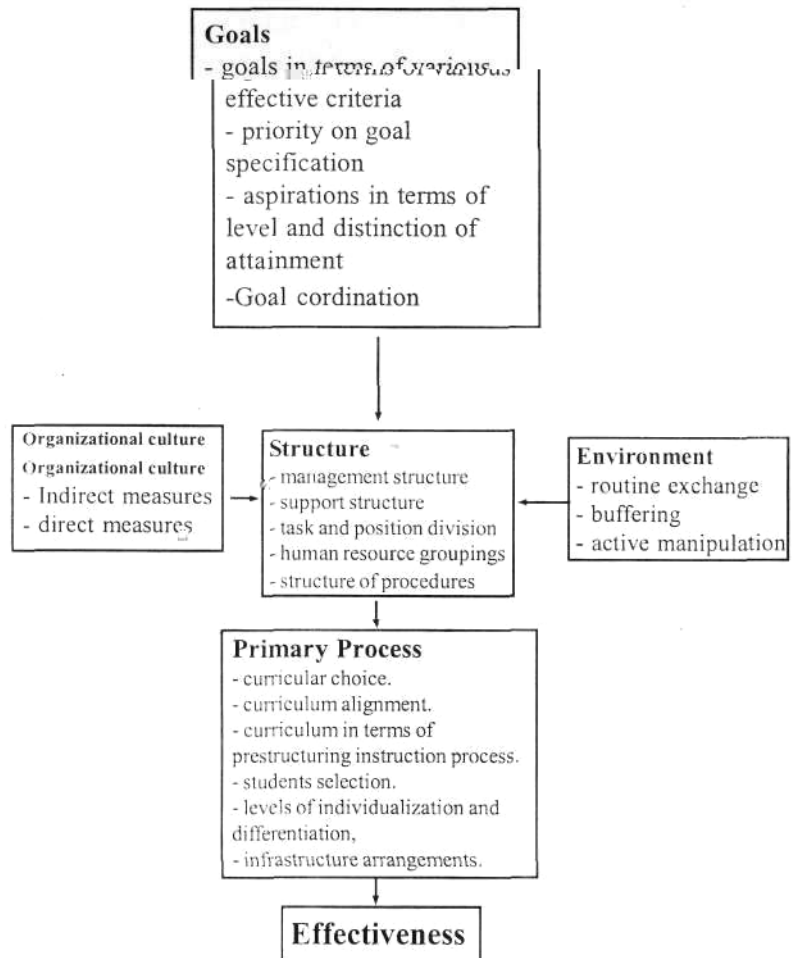 Goals
- goals in terms of various
effective criteria
- priority on goal
specification
- aspirations in terms of
level and distinction of
attainment
-Goal cordination
Organizational culture
Organizational culture
- Indirect measures
- direct measures
Structure
- management structure
- support structure
- task and position division
- human resource groupings
- structure of procedures
Environment
- routine exchange
- buffering
- active manipulation
Primary Process
- curricular choice.
- curriculum alignment.
- curriculum in terms of
prestructuring instruction process.
- students selection.
- levels of individualization and
differentiation,
- infrastructure arrangements.
Effectiveness